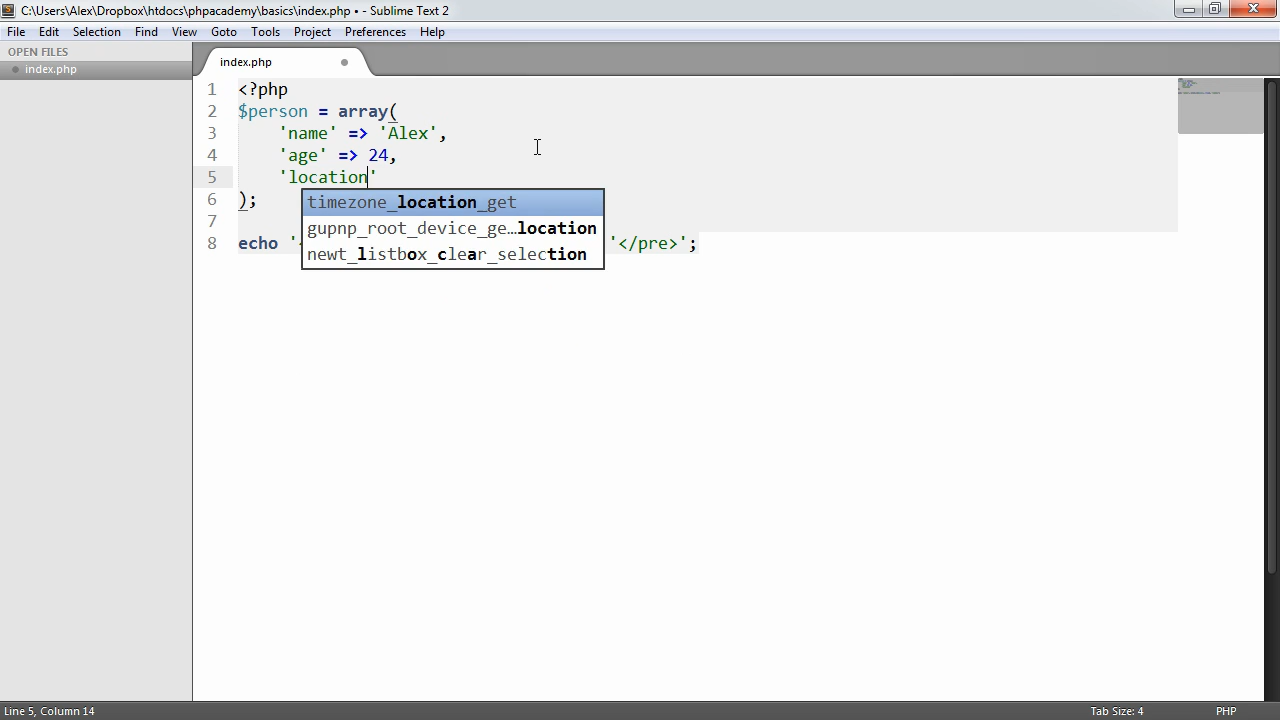 C:\Users\Alex\Dropbox\htdocs\phpacademy\basics\index.php • - Sublime Text 2
File Edit Selection Find View Goto Tools Project Preferences Help
OPEN FILES
index.php
index.php
1 <?php
2 $person = array(
3 'name' => 'Alex',
4 'age' => 24,
5 'location'
6 );
7
8 echo '< '</pre>';
timezone_location_get
gupnp_root_device_ge…location
newt_listbox_clear_selection
Line 5, Column 14 Tab Size: 4 PHP